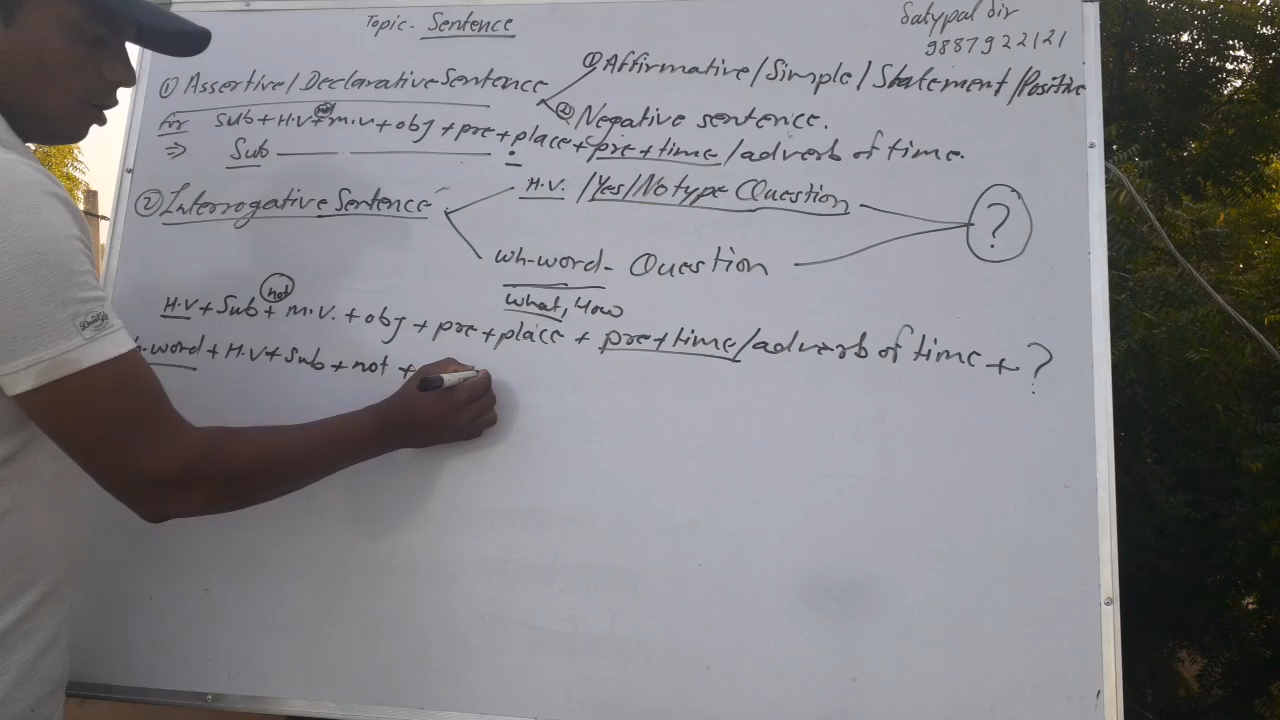 Topic - Sentence
Satypal Sir
9887922121
① Assertive/Declarative Sentence
① Affirmative/Simple/Statement/Positive
② Negative sentence.
for sub+H.V+m.v+obj+pre+place+pre+time/adverb of time.
not
⇒ Sub
② Interrogative Sentence
H.V. /Yes/No type Question
?
wh-word- Question
what, How
not
H.V+Sub+m.V.+obj+pre+place+pre+time/adverb of time+?
word+H.V+Sub+not+